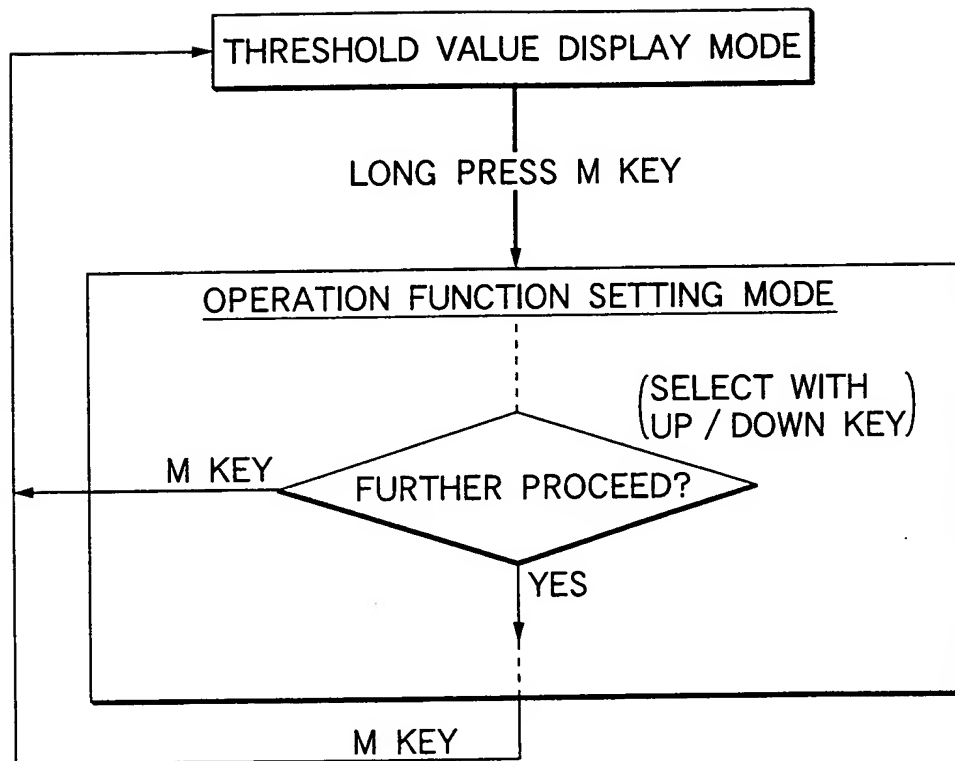 THRESHOLD VALUE DISPLAY MODE
LONG PRESS M KEY
OPERATION FUNCTION SETTING MODE
(SELECT WITH
UP / DOWN KEY)
M KEY
FURTHER PROCEED?
YES
M KEY